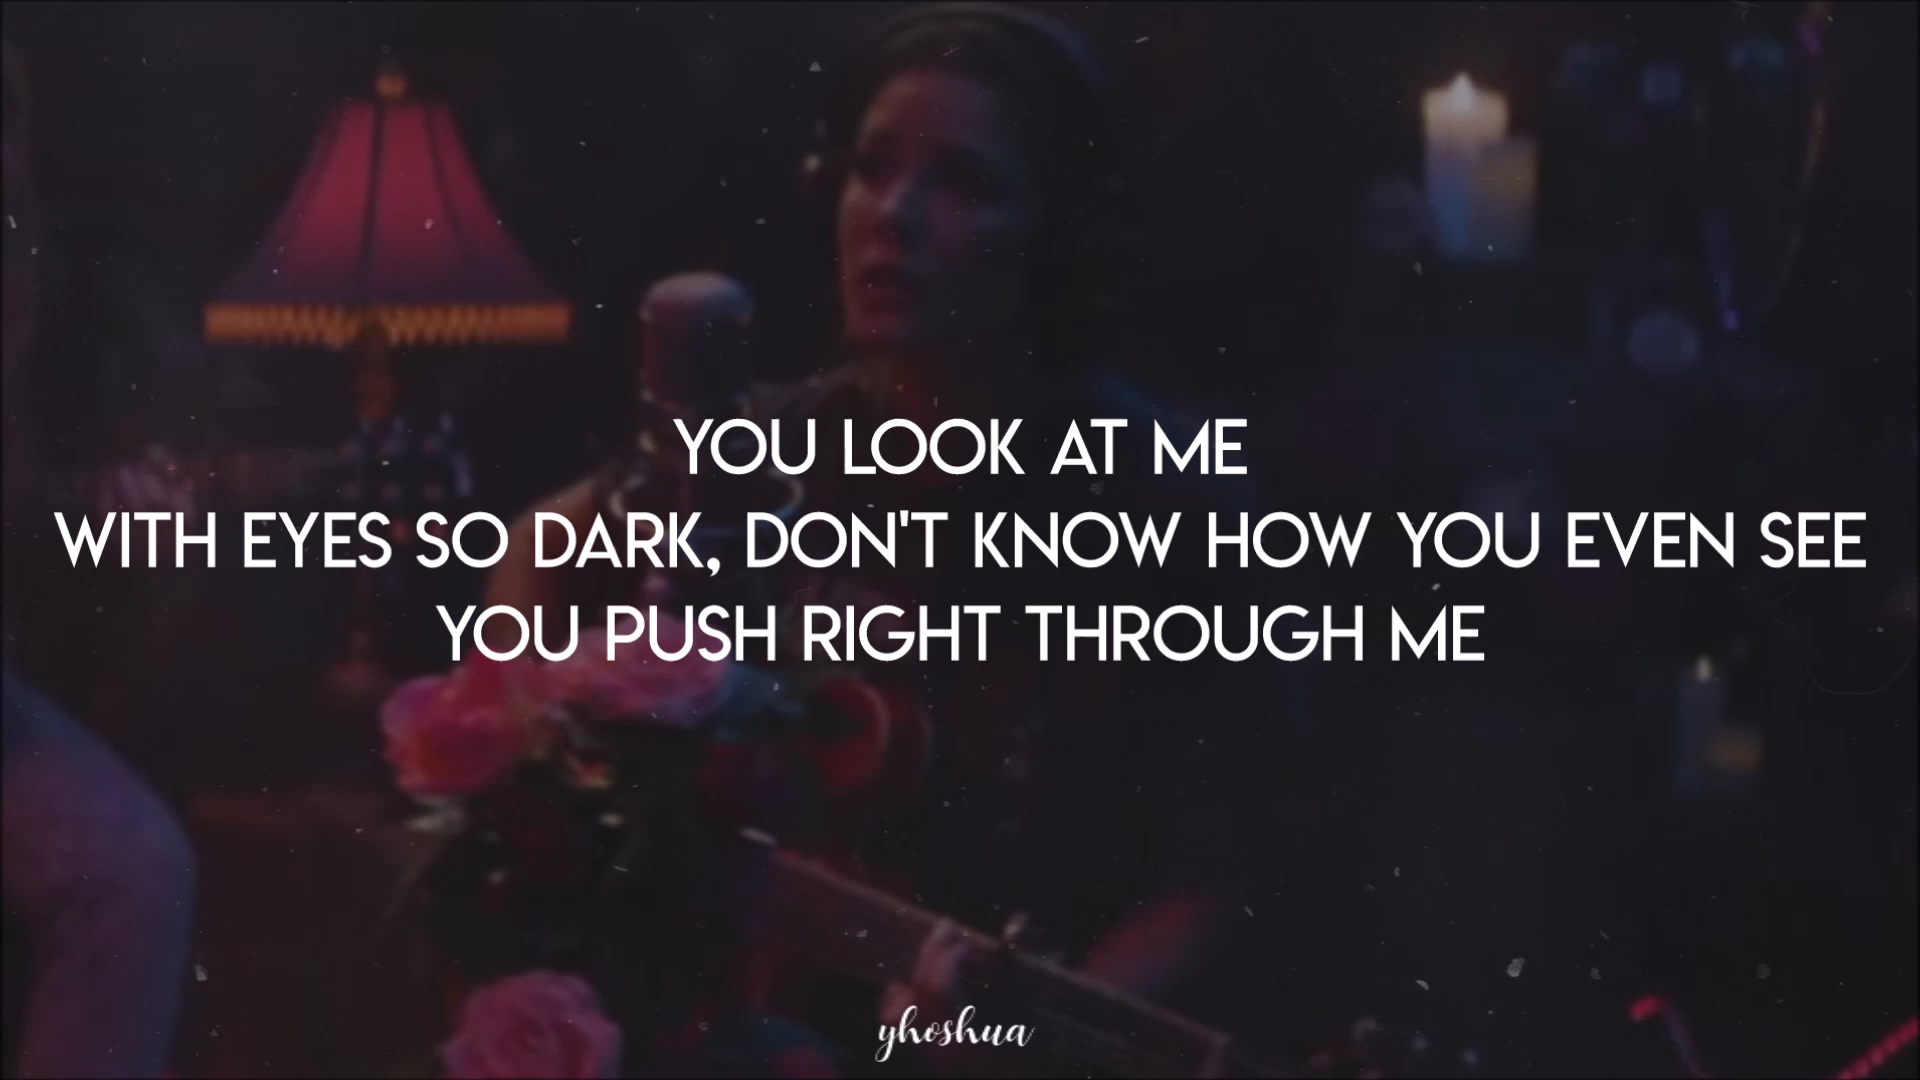 YOU LOOK AT ME
WITH EYES SO DARK, DON'T KNOW HOW YOU EVEN SEE
YOU PUSH RIGHT THROUGH ME
yhoshua